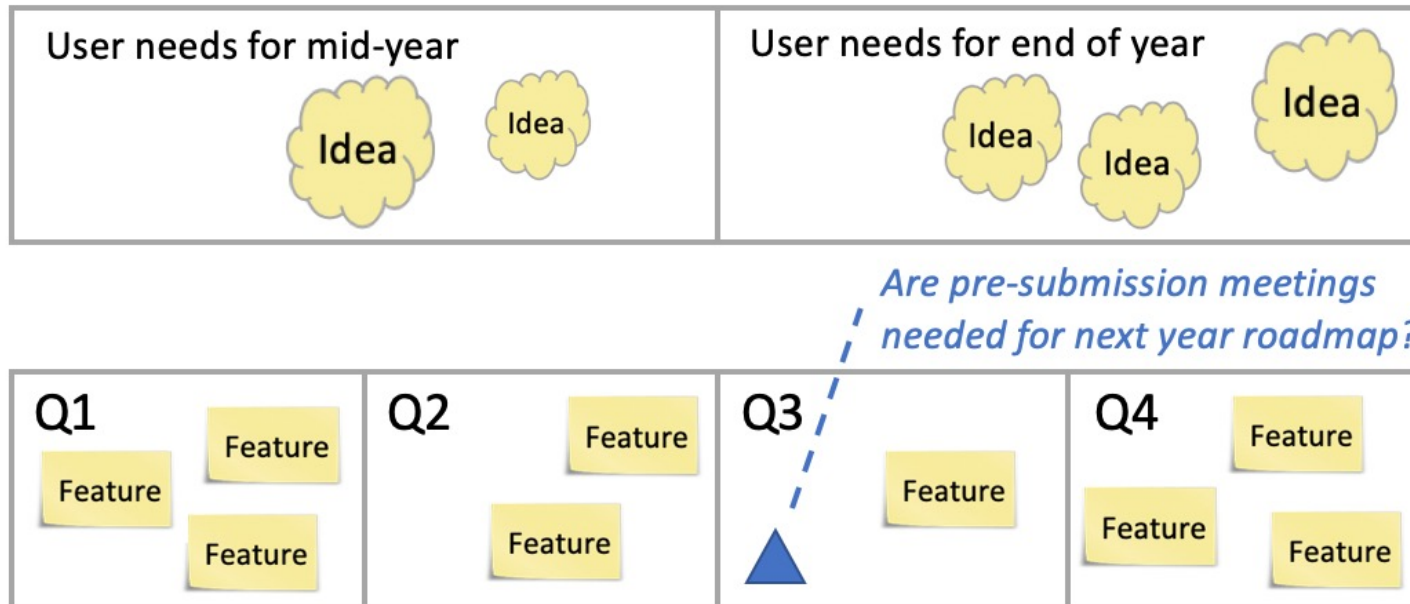 User needs for mid-year
Idea
Idea
User needs for end of year
Idea
Idea
Idea
Are pre-submission meetings
needed for next year roadmap?
Q1
Feature
Feature
Feature
Q2
Feature
Feature
Q3
Feature
Q4
Feature
Feature
Feature